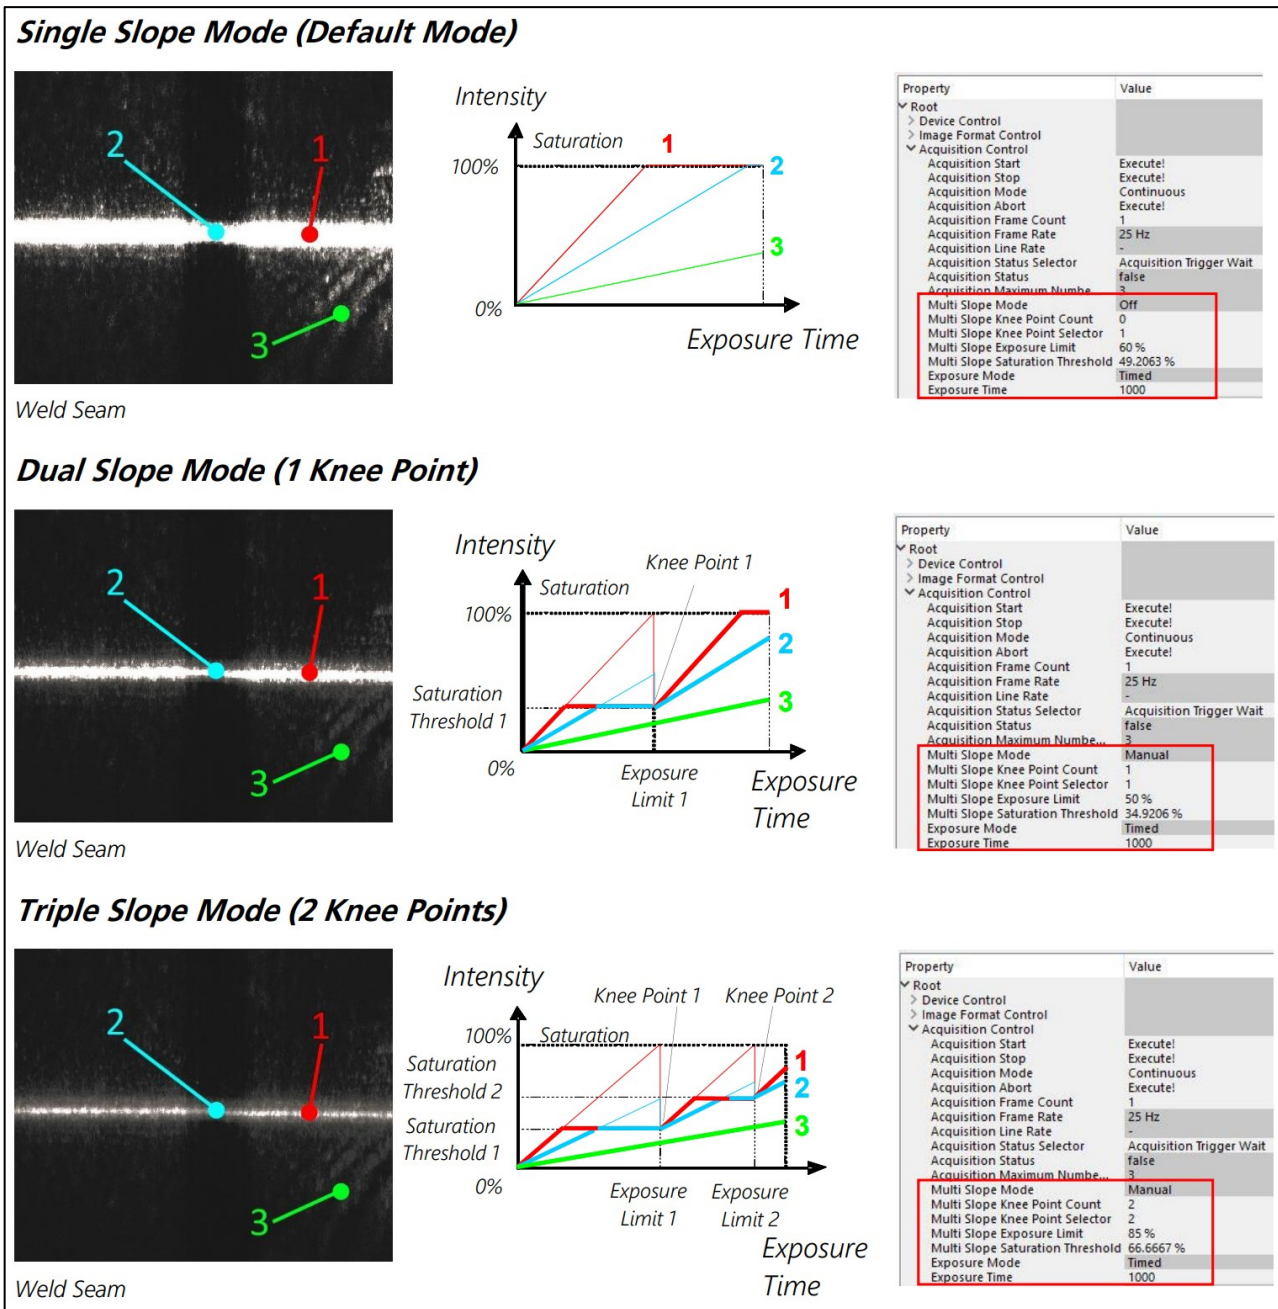 Single Slope Mode (Default Mode)
2
1
3
Weld Seam
Intensity
Saturation
1
100%
2
3
0%
Exposure Time
Property Value
Root
Device Control
Image Format Control
Acquisition Control
Acquisition Start Execute!
Acquisition Stop Execute!
Acquisition Mode Continuous
Acquisition Abort Execute!
Acquisition Frame Count 1
Acquisition Frame Rate 25 Hz
Acquisition Line Rate -
Acquisition Status Selector Acquisition Trigger Wait
Acquisition Status false
Acquisition Maximum Numbe... 3
Multi Slope Mode Off
Multi Slope Knee Point Count 0
Multi Slope Knee Point Selector 1
Multi Slope Exposure Limit 60 %
Multi Slope Saturation Threshold 49.2063 %
Exposure Mode Timed
Exposure Time 1000
Dual Slope Mode (1 Knee Point)
2
1
3
Weld Seam
Intensity
Knee Point 1
Saturation
100%
1
2
Saturation
Threshold 1
3
0%
Exposure
Limit 1
Exposure
Time
Property Value
Root
Device Control
Image Format Control
Acquisition Control
Acquisition Start Execute!
Acquisition Stop Execute!
Acquisition Mode Continuous
Acquisition Abort Execute!
Acquisition Frame Count 1
Acquisition Frame Rate 25 Hz
Acquisition Line Rate -
Acquisition Status Selector Acquisition Trigger Wait
Acquisition Status false
Acquisition Maximum Numbe... 3
Multi Slope Mode Manual
Multi Slope Knee Point Count 1
Multi Slope Knee Point Selector 1
Multi Slope Exposure Limit 50 %
Multi Slope Saturation Threshold 34.9206 %
Exposure Mode Timed
Exposure Time 1000
Triple Slope Mode (2 Knee Points)
2
1
3
Weld Seam
Intensity
Knee Point 1 Knee Point 2
100%
Saturation
Saturation
Threshold 2
1
2
Saturation
Threshold 1
3
0%
Exposure
Limit 1
Exposure
Limit 2
Exposure
Time
Property Value
Root
Device Control
Image Format Control
Acquisition Control
Acquisition Start Execute!
Acquisition Stop Execute!
Acquisition Mode Continuous
Acquisition Abort Execute!
Acquisition Frame Count 1
Acquisition Frame Rate 25 Hz
Acquisition Line Rate -
Acquisition Status Selector Acquisition Trigger Wait
Acquisition Status false
Acquisition Maximum Numbe... 3
Multi Slope Mode Manual
Multi Slope Knee Point Count 2
Multi Slope Knee Point Selector 2
Multi Slope Exposure Limit 85 %
Multi Slope Saturation Threshold 66.6667 %
Exposure Mode Timed
Exposure Time 1000